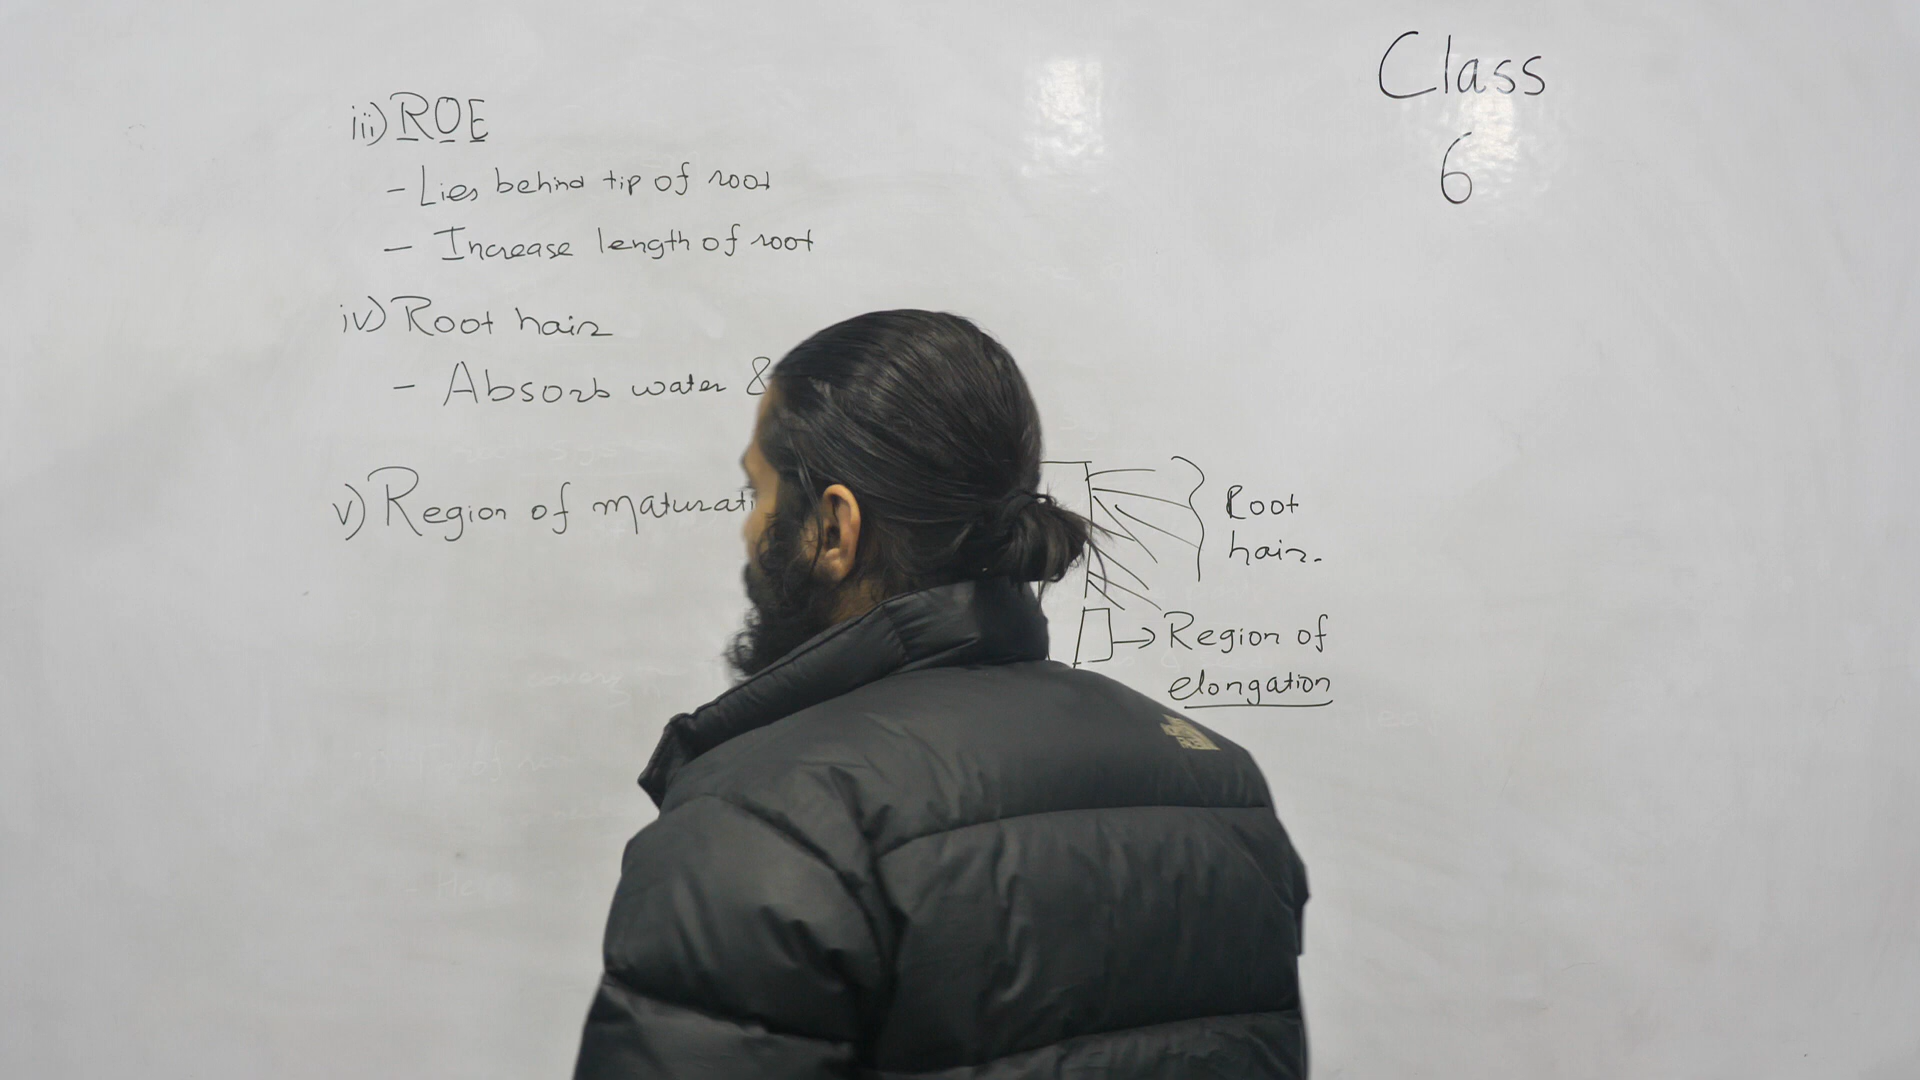 iii) ROE
- Lies behind tip of root
- Increase length of root
iv) Root hair
- Absorb water &
v) Region of maturati
Class
6
Root
hair.
Region of
elongation